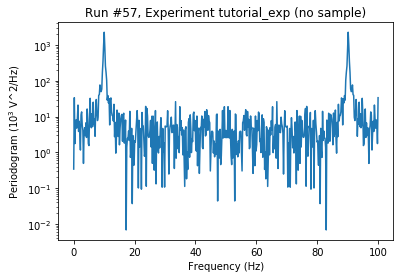 Run #57, Experiment tutorial_exp (no sample)
Periodogram (10³ V^2/Hz)
10³
10²
10¹
10⁰
10⁻¹
10⁻²
0 20 40 60 80 100
Frequency (Hz)